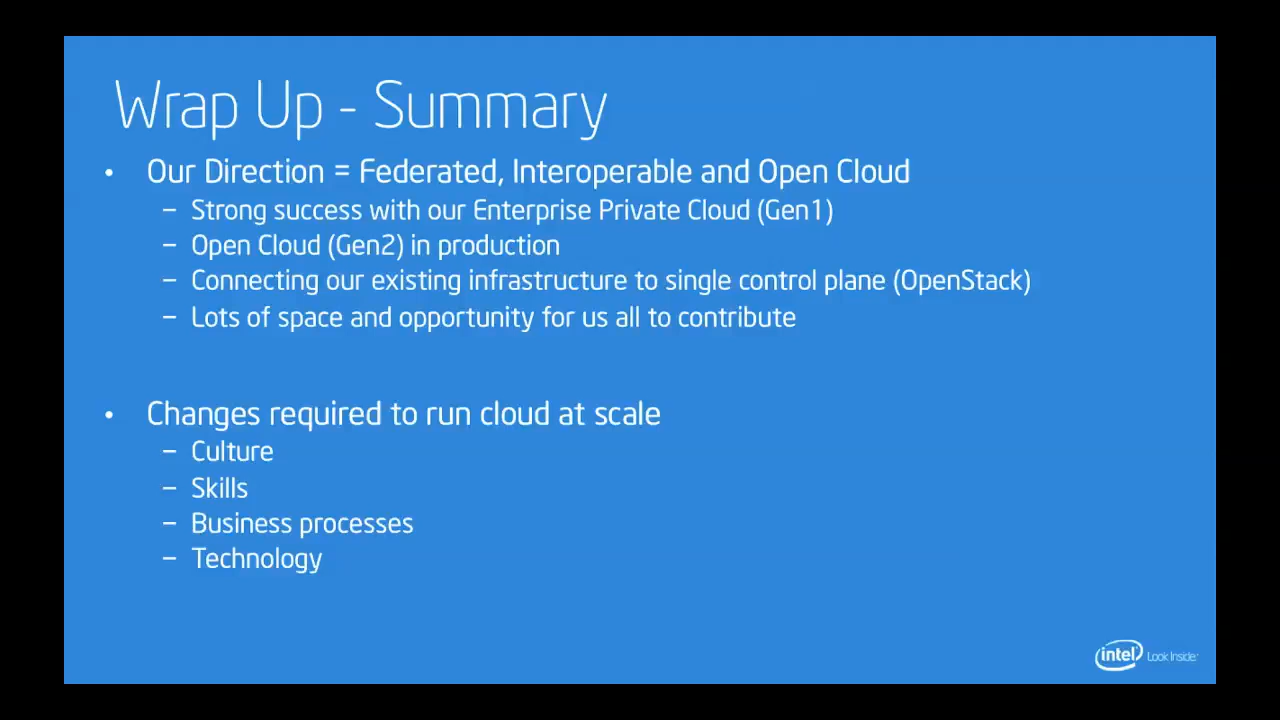 Wrap Up - Summary
• Our Direction = Federated, Interoperable and Open Cloud
– Strong success with our Enterprise Private Cloud (Gen1)
– Open Cloud (Gen2) in production
– Connecting our existing infrastructure to single control plane (OpenStack)
– Lots of space and opportunity for us all to contribute
• Changes required to run cloud at scale
– Culture
– Skills
– Business processes
– Technology
intel Look Inside.™